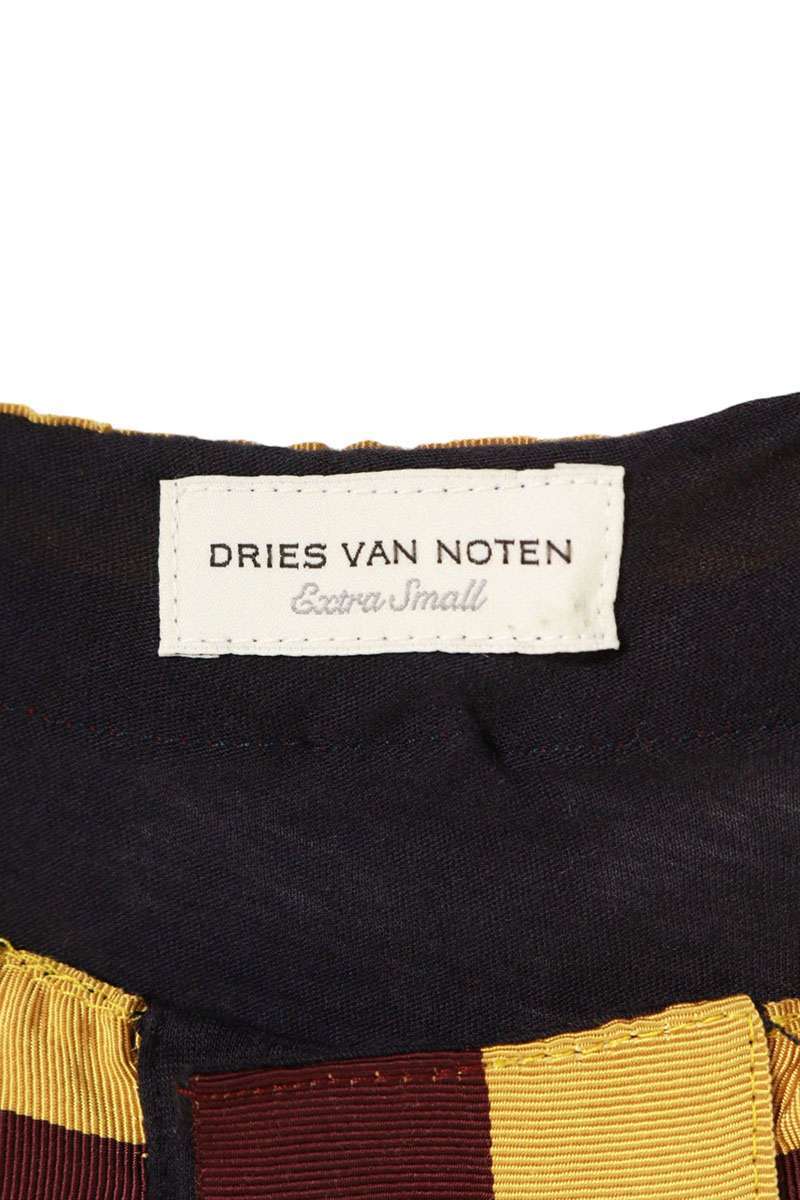 DRIES VAN NOTEN
Extra Small